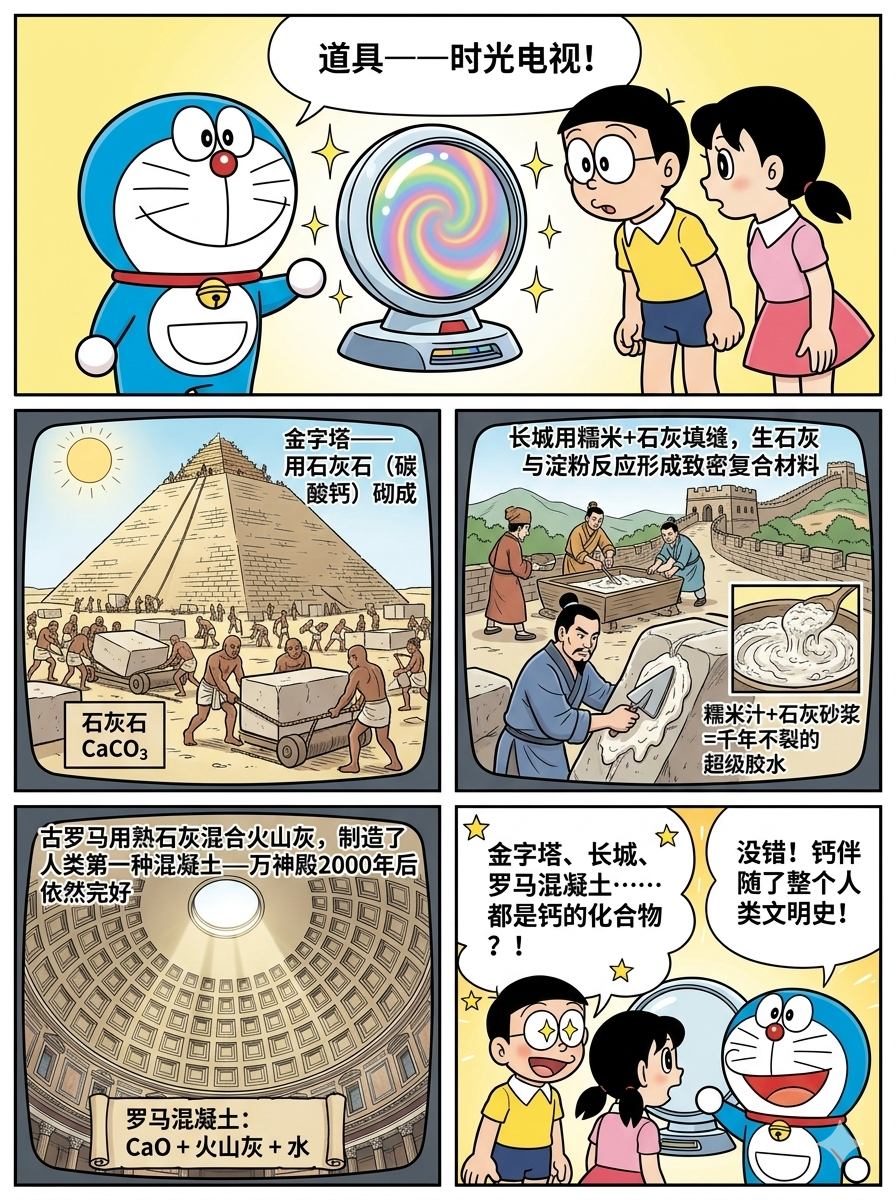 道具——时光电视！
金字塔——
用石灰石（碳
酸钙）砌成
石灰石
CaCO₃
长城用糯米+石灰填缝，生石灰
与淀粉反应形成致密复合材料
糯米汁+石灰砂浆
=千年不裂的
超级胶水
古罗马用熟石灰混合火山灰，制造了
人类第一种混凝土—万神殿2000年后
依然完好
罗马混凝土：
CaO + 火山灰 + 水
金字塔、长城、
罗马混凝土……
都是钙的化合物
？！
没错！钙伴
随了整个人
类文明史！